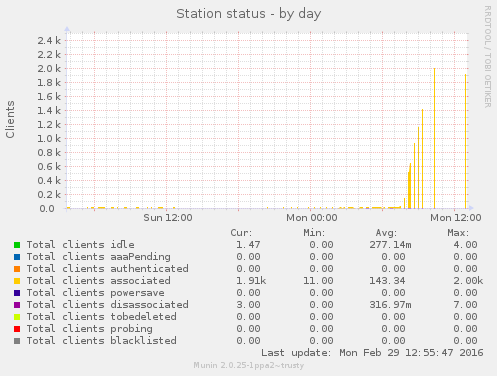 Station status - by day
RRDTOOL / TOBI OETIKER
Clients
2.4 k
2.2 k
2.0 k
1.8 k
1.6 k
1.4 k
1.2 k
1.0 k
0.8 k
0.6 k
0.4 k
0.2 k
0.0
Sun 12:00 Mon 00:00 Mon 12:00
Cur: Min: Avg: Max:
Total clients idle 1.47 0.00 277.14m 4.00
Total clients aaaPending 0.00 0.00 0.00 0.00
Total clients authenticated 0.00 0.00 0.00 0.00
Total clients associated 1.91k 11.00 143.34 2.00k
Total clients powersave 0.00 0.00 0.00 0.00
Total clients disassociated 3.00 0.00 316.97m 7.00
Total clients tobedeleted 0.00 0.00 0.00 0.00
Total clients probing 0.00 0.00 0.00 0.00
Total clients blacklisted 0.00 0.00 0.00 0.00
Last update: Mon Feb 29 12:55:47 2016
Munin 2.0.25-1ppa2~trusty